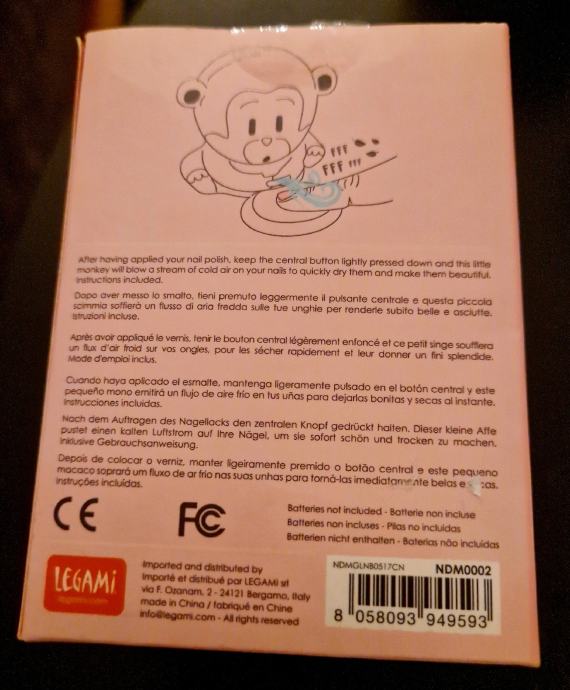 FFF
FFF !!!
After having applied your nail polish, keep the central button lightly pressed down and this little
monkey will blow a stream of cold air on your nails to quickly dry them and make them beautiful.
Instructions included.
Dopo aver messo lo smalto, tieni premuto leggermente il pulsante centrale e questa piccola
scimmia soffierà un flusso di aria fredda sulle tue unghie per renderle subito belle e asciutte.
Istruzioni incluse.
Après avoir appliqué le vernis, tenir le bouton central légèrement enfoncé et ce petit singe soufflera
un flux d'air froid sur vos ongles, pour les sécher rapidement et leur donner un fini splendide.
Mode d'emploi inclus.
Cuando haya aplicado el esmalte, mantenga ligeramente pulsado en el botón central y este
pequeño mono emitirá un flujo de aire frío en tus uñas para dejarlas bonitas y secas al instante.
Instrucciones incluidas.
Nach dem Auftragen des Nagellacks den zentralen Knopf gedrückt halten. Dieser kleine Affe
pustet einen kalten Luftstrom auf Ihre Nägel, um sie sofort schön und trocken zu machen.
Inklusive Gebrauchsanweisung.
Depois de colocar o verniz, manter ligeiramente premido o botão central e este pequeno
macaco soprará um fluxo de ar frio nas suas unhas para torná-las imediatamente belas e
Instruções incluídas.
CE FC
Batteries not included - Batterie non incluse
Batteries non incluses - Pilas no incluidas
Batterien nicht enthalten - Baterias não incluídas
LEGAMI
legami.com
Imported and distributed by
Importé et distribué par LEGAMI srl
via F. Ozanam, 2 - 24121 Bergamo, Italy
made in China / fabriqué en Chine
info@legami.com - All rights reserved
NDMGLNB0517CN NDM0002
8 058093 949593